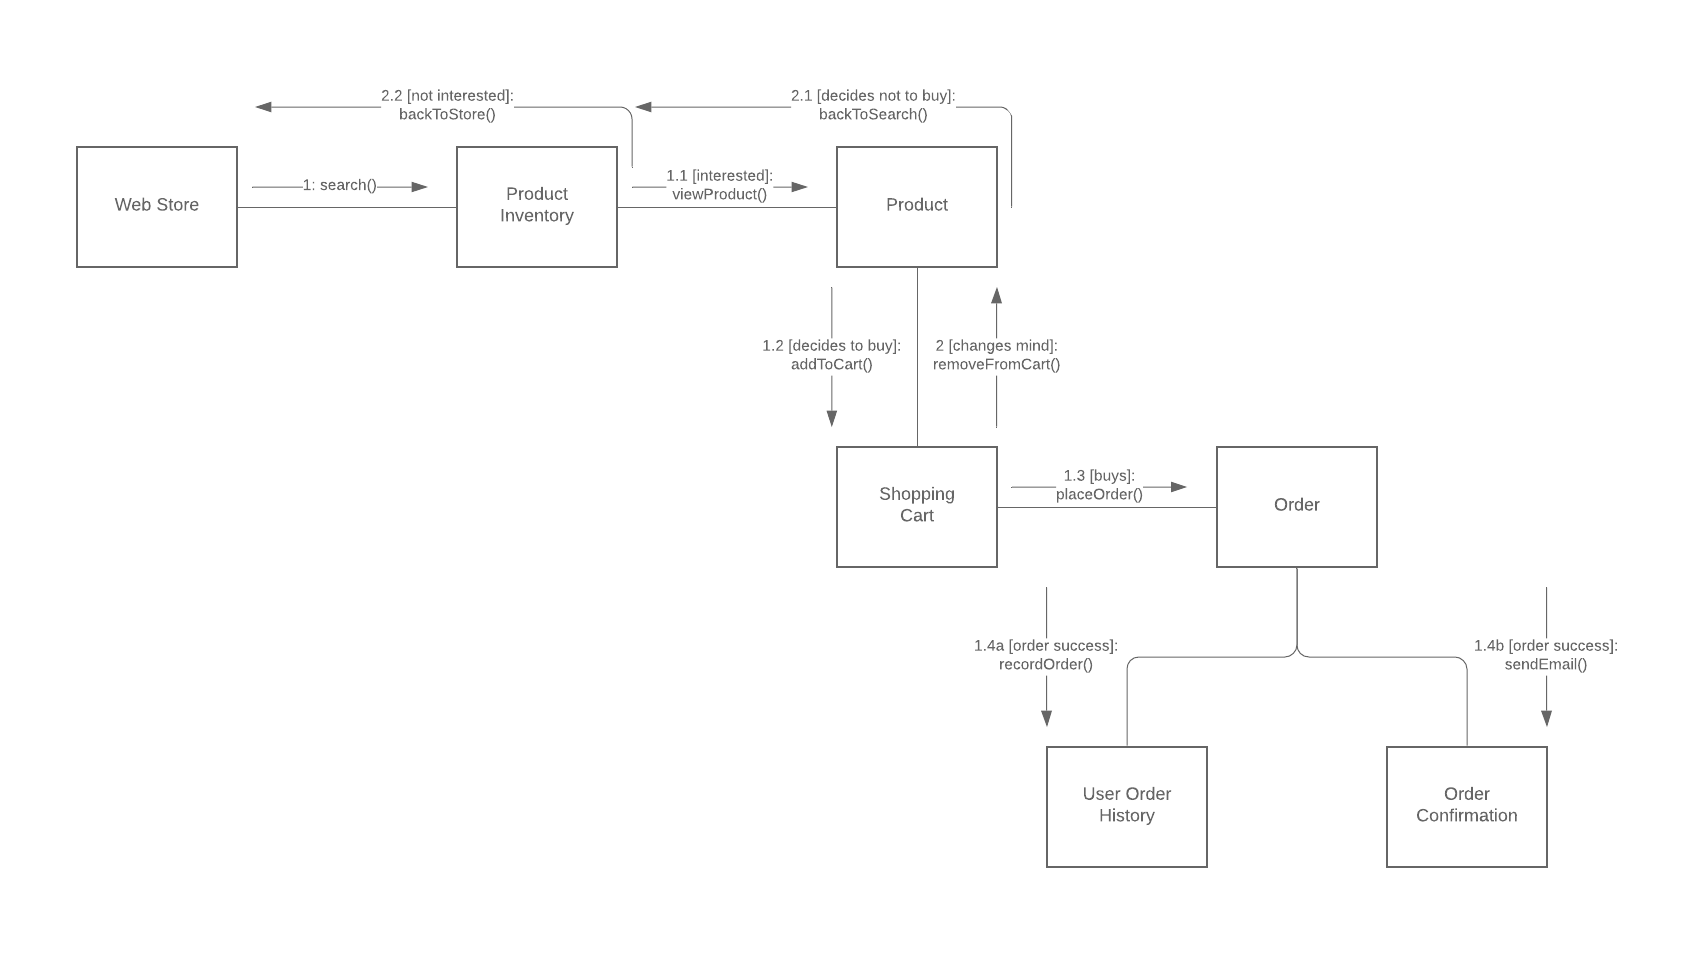 2.2 [not interested]:
backToStore()
2.1 [decides not to buy]:
backToSearch()
Web Store
1: search()
Product
Inventory
1.1 [interested]:
viewProduct()
Product
1.2 [decides to buy]:
addToCart()
2 [changes mind]:
removeFromCart()
Shopping
Cart
1.3 [buys]:
placeOrder()
Order
1.4a [order success]:
recordOrder()
1.4b [order success]:
sendEmail()
User Order
History
Order
Confirmation